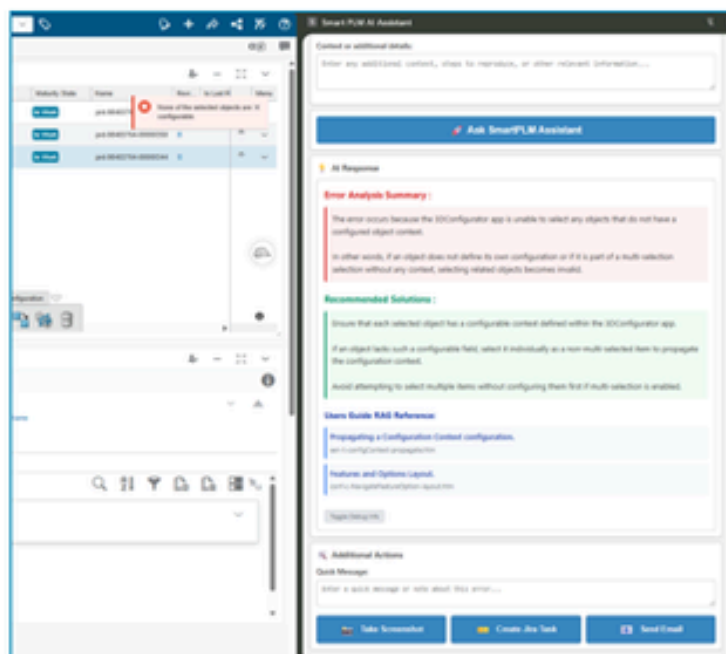 Maturity State Name Menu
In Work
None of the selected objects are
configurable.
In Work
In Work
Smart PLM AI Assistant
Context or additional details:
Enter any additional context, steps to reproduce, or other relevant information...
Ask SmartPLM Assistant
AI Response
Error Analysis Summary :
The error occurs because the 3DConfigurator app is unable to select any objects that do not have a
configured object context.
In other words, if an object does not define its own configuration or if it is part of a multi-selection
selection without any context, selecting related objects becomes invalid.
Recommended Solutions :
Ensure that each selected object has a configurable context defined within the 3DConfigurator app.
If an object lacks such a configurable field, select it individually as a non-multi-selected item to propagate
the configuration context.
Avoid attempting to select multiple items without configuring them first if multi-selection is enabled.
Users Guide RAG Reference:
Propagating a Configuration Context configuration.
Features and Options Layout.
Toggle Debug Info
Additional Actions
Quick Message:
Enter a quick message or note about this error...
Take Screenshot
Create Jira Task
Send Email